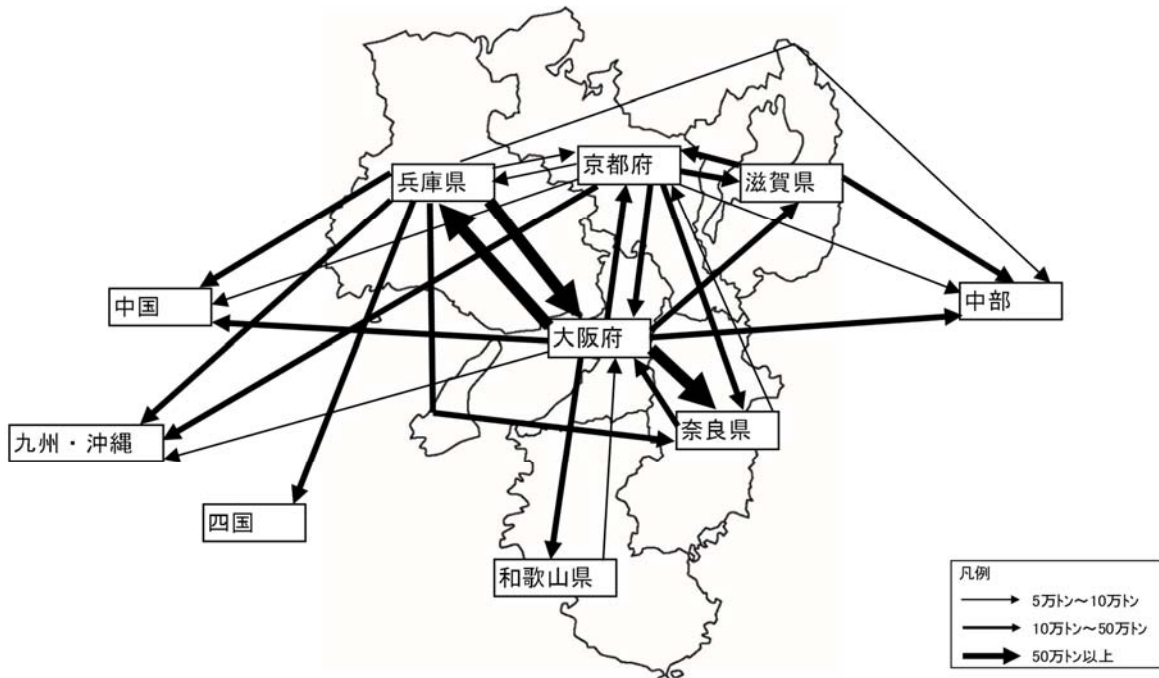 京都府
兵庫県
滋賀県
中国
中部
大阪府
九州・沖縄
奈良県
四国
和歌山県
凡例
5万ﾄﾝ～10万ﾄﾝ
10万ﾄﾝ～50万ﾄﾝ
50万ﾄﾝ以上